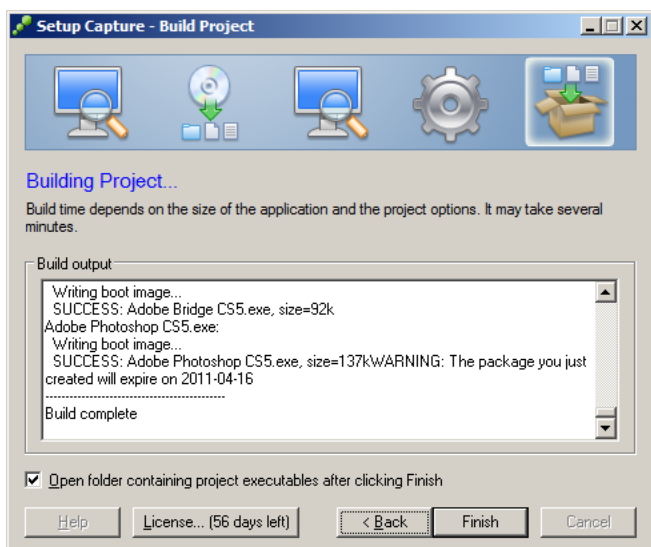 Setup Capture - Build Project
Building Project...
Build time depends on the size of the application and the project options. It may take several
minutes.
Build output
Writing boot image...
SUCCESS: Adobe Bridge CS5.exe, size=92k
Adobe Photoshop CS5.exe:
Writing boot image...
SUCCESS: Adobe Photoshop CS5.exe, size=137kWARNING: The package you just
created will expire on 2011-04-16
---------------------------------------------
Build complete
Open folder containing project executables after clicking Finish
Help
License... (56 days left)
< Back
Finish
Cancel